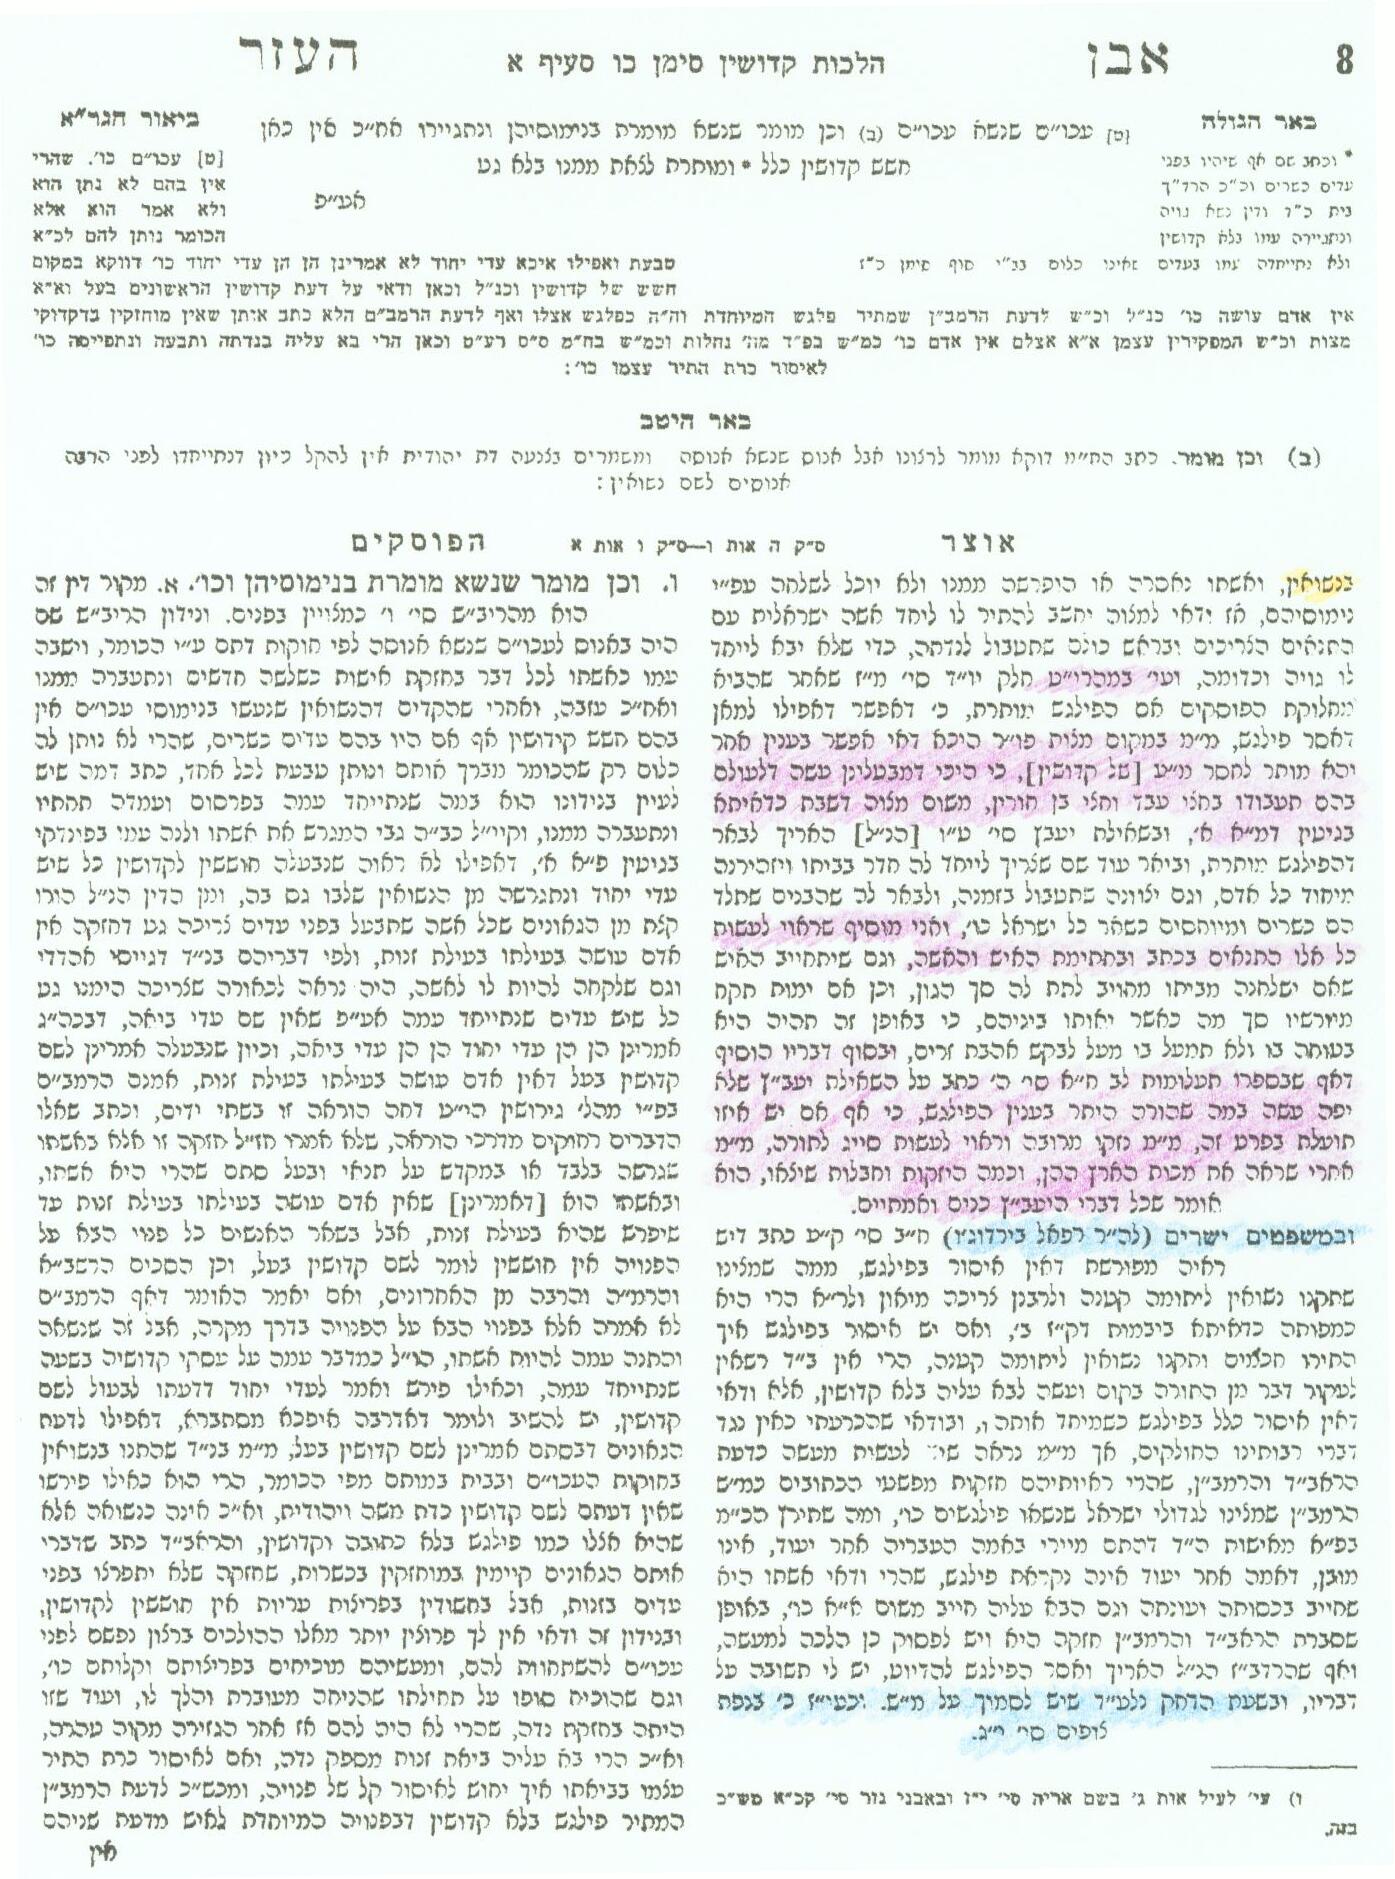 8
אבן
הלכות קדושין סימן כו סעיף א
העזר
באר הגולה
* וכתב שם אף שיהיו בפני
עדים כשרים וכ"כ הרד"ך
בית כ"ד ודין נשא גויה
ונתגיירה עמו בלא קדושין
ולא נתייחדה עמו בעדים שאינו כלום בב"י סוף סימן כ"ז
[ט] עכו"ם שנשא עכו"ם (ב) וכן מומר שנשא מומרת בנימוסיהן ונתגיירו אח"כ אין כאן
חשש קדושין כלל * ומותרת לצאת ממנו בלא גט
אע"פ
ביאור הגר"א
[ט] עכו"ם כו'. שהרי
אין בהם לא נתן הוא
ולא אמר הוא אלא
הכומר נותן להם לכ"א
טבעת ואפילו איכא עדי יחוד לא אמרינן הן הן עדי יחוד כו' דווקא במקום
חשש של קדושין וכנ"ל וכאן ודאי על דעת קדושין הראשונים בעל וא"א
אין אדם עושה כו' כנ"ל וכ"ש לדעת הרמב"ן שמתיר פלגש המיוחדת וה"ה כפלגש אצלו ואף לדעת הרמב"ם הלא כתב אותן שאין מוחזקין בדקדוקי
מצות וכ"ש המפקירין עצמן א"א אצלם אין אדם כו' כמ"ש בפ"ד מה' נחלות וכמ"ש בח"מ ס"ס רע"ט וכאן הרי בא עליה בנדתה ותבעה ונתפייסה כו'
לאיסור כרת התיר עצמו כו':
באר היטב
(ב) וכן מומר. כתב הח"מ דוקא מומר לרצונו אבל אנוס שנשא אנוסה ומשמרים בצנעה דת יהודית אין להקל כיון דנתייחדו לפני הרבה
אנוסים לשם נשואין:
אוצר
ס"ק ה אות ו—ס"ק ו אות א
הפוסקים
בנשואין, ואשתו נאסרה או הופרשה ממנו ולא יוכל לשלחה עפ"י
נימוסיהם, אז ודאי למצוה יחשב להתיר לו ליחד אשה ישראלית עם
התנאים הצריכים ובראש כולם שתטבול לנדתה, כדי שלא יבא לייחד
לו גויה וכדומה, ועי' במהרי"ט חלק יו"ד סי' מ"ז שאחר שהביא
מחלוקת הפוסקים אם הפילגש מותרת, כ' דאפשר דאפילו למאן
דאסר פילגש, מ"מ במקום מצות פו"ר היכא דאי אפשר בענין אחר
יהא מותר לחסר מ"ע [של קדושין], כי היכי דמבטלינן עשה דלעולם
בהם תעבודו בחצי עבד וחצי בן חורין, משום מצוה דשבת כדאיתא
בגיטין דמ"א א', ובשאילת יעבץ סי' ט"ו [הנ"ל] האריך לבאר
דהפילגש מותרת, וביאר עוד שם שצריך לייחד לה חדר בביתו ויזהירנה
מיחוד כל אדם, וגם יצוונה שתטבול בזמנה, ולבאר לה שהבנים שתלד
הם כשרים ומיוחסים כשאר כל ישראל כו', ואני מוסיף שראוי לעשות
כל אלו התנאים בכתב ובחתימת האיש והאשה, וגם שיתחייב האיש
שאם ישלחנה מביתו מהויב לתת לה סך הגון, וכן אם ימות תקח
מיורשיו סך מה כאשר יאותו ביניהם, כי באופן זה תהיה היא
בטוחה בו ולא תמעל בו מעל לבקש אהבת זרים, ובסוף דבריו הוסיף
דאף שבספרו תעלומות לב ח"א סי' ה' כתב על השאילת יעב"ץ שלא
יפה עשה במה שהורה היתר בענין הפילגש, כי אף אם יש איזו
תועלת בפרט זה, מ"מ נזקו מרובה וראוי לעשות סייג לתורה, מ"מ
אחרי שראה את מכות הארץ ההן, וכמה היזקות וחבלות שיצאו, הוא
אומר שכל דברי היעב"ץ כנים ואמתיים.
ובמשפטים ישרים (לה"ר רפאל בירדוג'ו) ח"ב סי' ק"ע כתב דיש
ראיה מפורשת דאין איסור בפילגש, ממה שמצינו
שתקנו נשואין ליתומה קטנה ולרבנן צריכה מיאון ולר"א הרי היא
כמפותה כדאיתא ביבמות דק"ז ב', ואם יש איסור בפילגש איך
התירו חכמים ותקנו נשואין ליתומה קטנה, הרי אין ב"ד רשאין
לעקור דבר מן התורה בקום ועשה לבא עליה בלא קדושין, אלא ודאי
דאין איסור כלל בפילגש כשמיחד אותה ו, ובודאי שהכרעתי כאין נגד
דברי רבותינו החולקים, אך מ"מ נראה לעשות מעשה כדעת
הראב"ד והרמב"ן, שהרי ראיותיהם חזקות מפשטי הכתובים כמ"ש
הרמב"ן שמצינו לגדולי ישראל שנשאו פילגשים כו', ומה שתירץ הכ"מ
בפ"א מאישות ה"ד דהתם מיירי באמה העבריה אחר יעוד, אינו
מובן, דאמה אחר יעוד אינה נקראת פילגש, שהרי ודאי אשתו היא
שחייב בכסותה ועונתה וגם הבא עליה חייב משום א"א כו', באופן
שסברת הראב"ד והרמב"ן חזקה היא ויש לפסוק כן הלכה למעשה,
ואף שהרדב"ז הנ"ל האריך ואסר הפילגש להדיוט, יש לי תשובה על
דבריו, ובשעת הדחק נלע"ד שיש לסמוך על מ"ש. וכעי"ז כ' בנפת
צופים סי' י"ג.
ו) עי' לעיל אות ג' בשם אריה סי' י"ז ובאבני נזר סי' קכ"א מש"כ
בזה.
ו. וכן מומר שנשא מומרת בנימוסיהן וכו'. א. מקור דין זה
הוא מהריב"ש סי' ו' כמצויין בפנים. ונידון הריב"ש שם
היה באנוס לעכו"ם שנשא אנוסה לפי חוקות דתם ע"י הכומר, וישבה
עמו כאשתו לכל דבר בחזקת אישות כשלשה חדשים ונתעברה ממנו
ואח"כ עזבה, ואחרי שהקדים דהנשואין שנעשו בנימוסי עכו"ם אין
בהם חשש קידושין אף אם היו בהם עדים כשרים, שהרי לא נותן לה
כלום רק שהכומר מברך אותם ונותן טבעת לכל אחד, כתב דמה שיש
לעיין בנידונו הוא במה שנתייחד עמה בפרסום ועמדה תחתיו
ונתעברה ממנו, וקיי"ל כב"ה גבי המגרש את אשתו ולנה עמו בפונדקי
בגיטין פ"א א', דאפילו לא ראוה שנבעלה חוששין לקדושין כל שיש
עדי יחוד ונתגרשה מן הנשואין שלבו גס בה, ומן הדין הנ"ל הורו
קצת מן הגאונים שכל אשה שתבעל בפני עדים צריכה גט דחזקה אין
אדם עושה בעילתו בעילת זנות, ולפי דבריהם בנ"ד דגייסי אהדדי
וגם שלקחה להיות לו לאשה, היה נראה לכאורה שצריכה הימנו גט
כל שיש עדים שנתייחד עמה אע"פ שאין שם עדי ביאה, דבכה"ג
אמרינן הן הן עדי יחוד הן הן עדי ביאה, וכיון שנבעלה אמרינן לשם
קדושין בעל דאין אדם עושה בעילתו בעילת זנות, אמנם הרמב"ם
בפ"י מהל' גירושין הי"ט דחה הוראה זו בשתי ידים, וכתב שאלו
הדברים רחוקים מדרכי הוראה, שלא אמרו חז"ל חזקה זו אלא באשתו
שגרשה בלבד או במקדש על תנאי ובעל סתם שהרי היא אשתו,
ובאשתו הוא [דאמרינן] שאין אדם עושה בעילתו בעילת זנות עד
שיפרש שהיא בעילת זנות, אבל בשאר האנשים כל פנוי הבא על
הפנויה אין חוששין לומר לשם קדושין בעל, וכן הסכים הרשב"א
והרמ"ה והרבה מן האחרונים, ואם יאמר האומר דאף הרמב"ם
לא אמרה אלא בפנוי הבא על הפנויה בדרך מקרה, אבל זה שנשאה
והתנה עמה להיות אשתו, הו"ל כמדבר עמה על עסקי קדושיה בשעה
שנתייחד עמה, וכאילו פירש ואמר לעדי יחוד דדעתו לבעול לשם
קדושין, יש להשיב ולומר דאדרבה איפכא מסתברא, דאפילו לדעת
הגאונים דבסתם אמרינן לשם קדושין בעל, מ"מ בנ"ד שהתנו בנשואין
בחוקות העכו"ם ובבית במותם מפי הכומר, הרי הוא כאילו פירשו
שאין דעתם לשם קדושין כדת משה ויהודית, וא"כ אינה כנשואה אלא
שהיא אצלו כמו פילגש בלא כתובה וקדושין, והראב"ד כתב שדברי
אותם הגאונים קיימין במוחזקין בכשרות, שחזקה שלא יתפרצו בפני
עדים בזנות, אבל בחשודין בפריצות עריות אין חוששין לקדושין,
ובנידון זה ודאי אין לך פרוצין יותר מאלו ההולכים ברצון נפשם לפני
עכו"ם להשתחוות להם, ומעשיהם מוכיחים בפריצותם וקלותם כו',
וגם שהוכיח סופו על תחילתו שהניחה מעוברת והלך לו, ועוד שזו
היתה בחזקת נדה, שהרי לא היה להם אז אחר הגזירה מקוה טהרה,
וא"כ הרי בא עליה ביאת זנות מספק נדה, ואם לאיסור כרת התיר
עצמו בביאתו איך יחוש לאיסור קל של פנויה, ומכש"כ לדעת הרמב"ן
המתיר פילגש בלא קדושין דבפנויה המיוחדת לאיש מדעת שניהם
אין